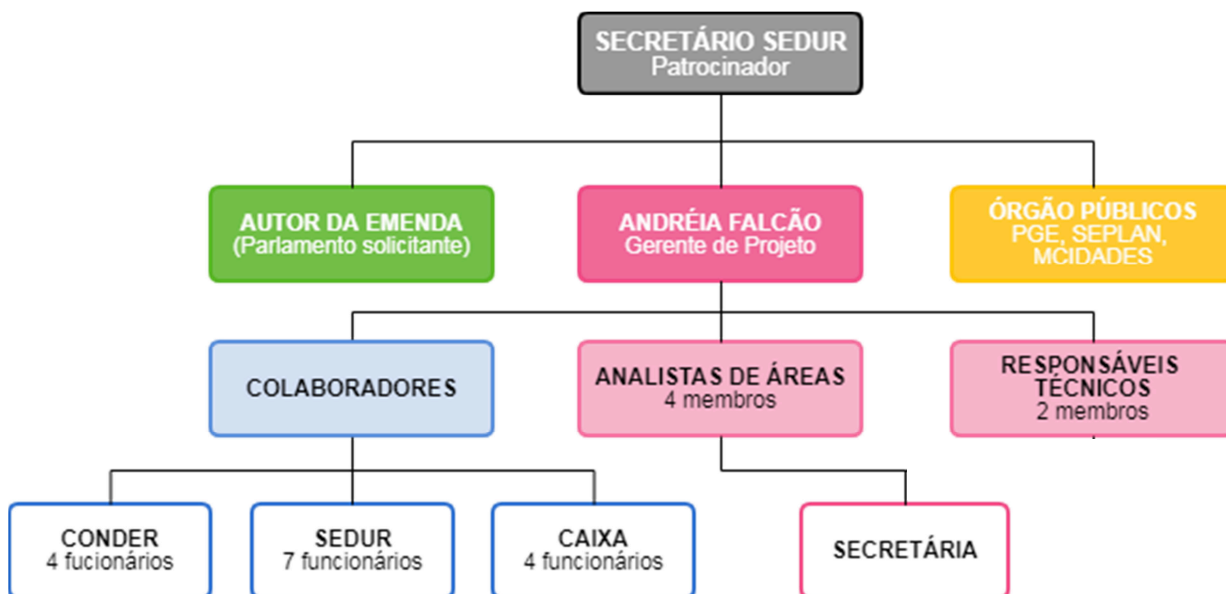 SECRETÁRIO SEDUR
Patrocinador
AUTOR DA EMENDA
(Parlamento solicitante)
ANDRÉIA FALCÃO
Gerente de Projeto
ÓRGÃO PÚBLICOS
PGE, SEPLAN,
MCIDADES
COLABORADORES
ANALISTAS DE ÁREAS
4 membros
RESPONSÁVEIS
TÉCNICOS
2 membros
CONDER
4 fucionários
SEDUR
7 funcionários
CAIXA
4 funcionários
SECRETÁRIA